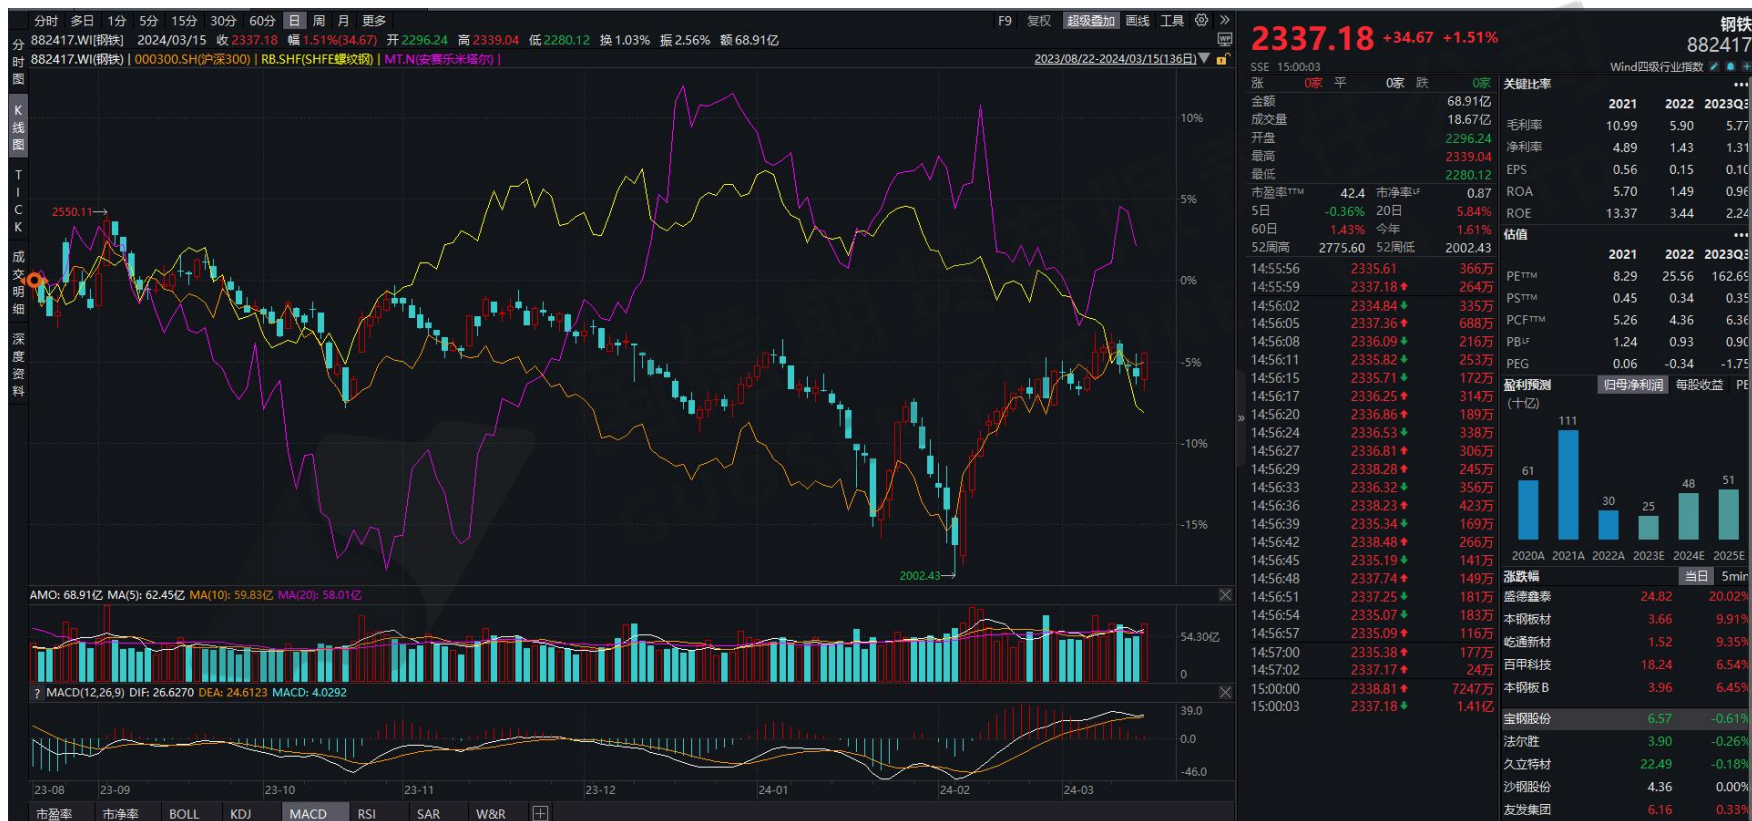 分时 多日 1分 5分 15分 30分 60分 日 周 月 更多 F9 复权 超级叠加 画线 工具
882417.WI[钢铁] 2024/03/15 收2337.18 幅1.51%(34.67) 开2296.24 高2339.04 低2280.12 换1.03% 振2.56% 额68.91亿
882417.WI(钢铁) | 000300.SH(沪深300) | RB.SHF(SHFE螺纹钢) | MT.N(安赛乐米塔尔) | 2023/08/22-2024/03/15(136日)
分时图
K线图
TICK
成交明细
深度资料
10%
5%
2550.11
0%
-5%
-10%
-15%
2002.43
AMO: 68.91亿 MA(5): 62.45亿 MA(10): 59.83亿 MA(20): 58.01亿
54.30亿
0
? MACD(12,26,9) DIF: 26.6270 DEA: 24.6123 MACD: 4.0292
39.0
0.0
-46.0
23-08 23-09 23-10 23-11 23-12 24-01 24-02 24-03
市盈率 市净率 BOLL KDJ MACD RSI SAR W&R
2337.18 +34.67 +1.51%
SSE 15:00:03
钢铁
882417
Wind四级行业指数
涨 0家 平 0家 跌 0家
金额 68.91亿
成交量 18.67亿
开盘 2296.24
最高 2339.04
最低 2280.12
市盈率TTM 42.4 市净率LF 0.87
5日 -0.36% 20日 5.84%
60日 1.43% 今年 1.61%
52周高 2775.60 52周低 2002.43
14:55:56 2335.61 366万
14:55:59 2337.18 264万
14:56:02 2334.84 335万
14:56:05 2337.36 688万
14:56:08 2336.09 216万
14:56:11 2335.82 253万
14:56:15 2335.71 172万
14:56:17 2336.25 314万
14:56:20 2336.86 189万
14:56:24 2336.53 338万
14:56:27 2336.81 306万
14:56:29 2338.28 245万
14:56:33 2336.32 356万
14:56:36 2338.23 423万
14:56:39 2335.34 169万
14:56:42 2338.48 266万
14:56:45 2335.19 141万
14:56:48 2337.74 149万
14:56:51 2337.25 181万
14:56:54 2335.07 183万
14:56:57 2335.09 116万
14:57:00 2335.38 177万
14:57:02 2337.17 24万
15:00:00 2338.81 7247万
15:00:03 2337.18 1.41亿
关键比率
2021 2022 2023Q3
毛利率 10.99 5.90 5.77
净利率 4.89 1.43 1.31
EPS 0.56 0.15 0.10
ROA 5.70 1.49 0.96
ROE 13.37 3.44 2.24
估值
2021 2022 2023Q3
PETTM 8.29 25.56 162.69
PSTTM 0.45 0.34 0.35
PCFTTM 5.26 4.36 6.36
PBLF 1.24 0.93 0.90
PEG 0.06 -0.34 -1.75
盈利预测 归母净利润 每股收益 PE
(十亿)
61 111 30 25 48 51
2020A 2021A 2022A 2023E 2024E 2025E
涨跌幅 当日 5min
盛德鑫泰 24.82 20.02%
本钢板材 3.66 9.91%
屹通新材 1.52 9.35%
百甲科技 18.24 6.54%
本钢板B 3.96 6.45%
宝钢股份 6.57 -0.61%
法尔胜 3.90 -0.26%
久立特材 22.49 -0.18%
沙钢股份 4.36 0.00%
友发集团 6.16 0.33%